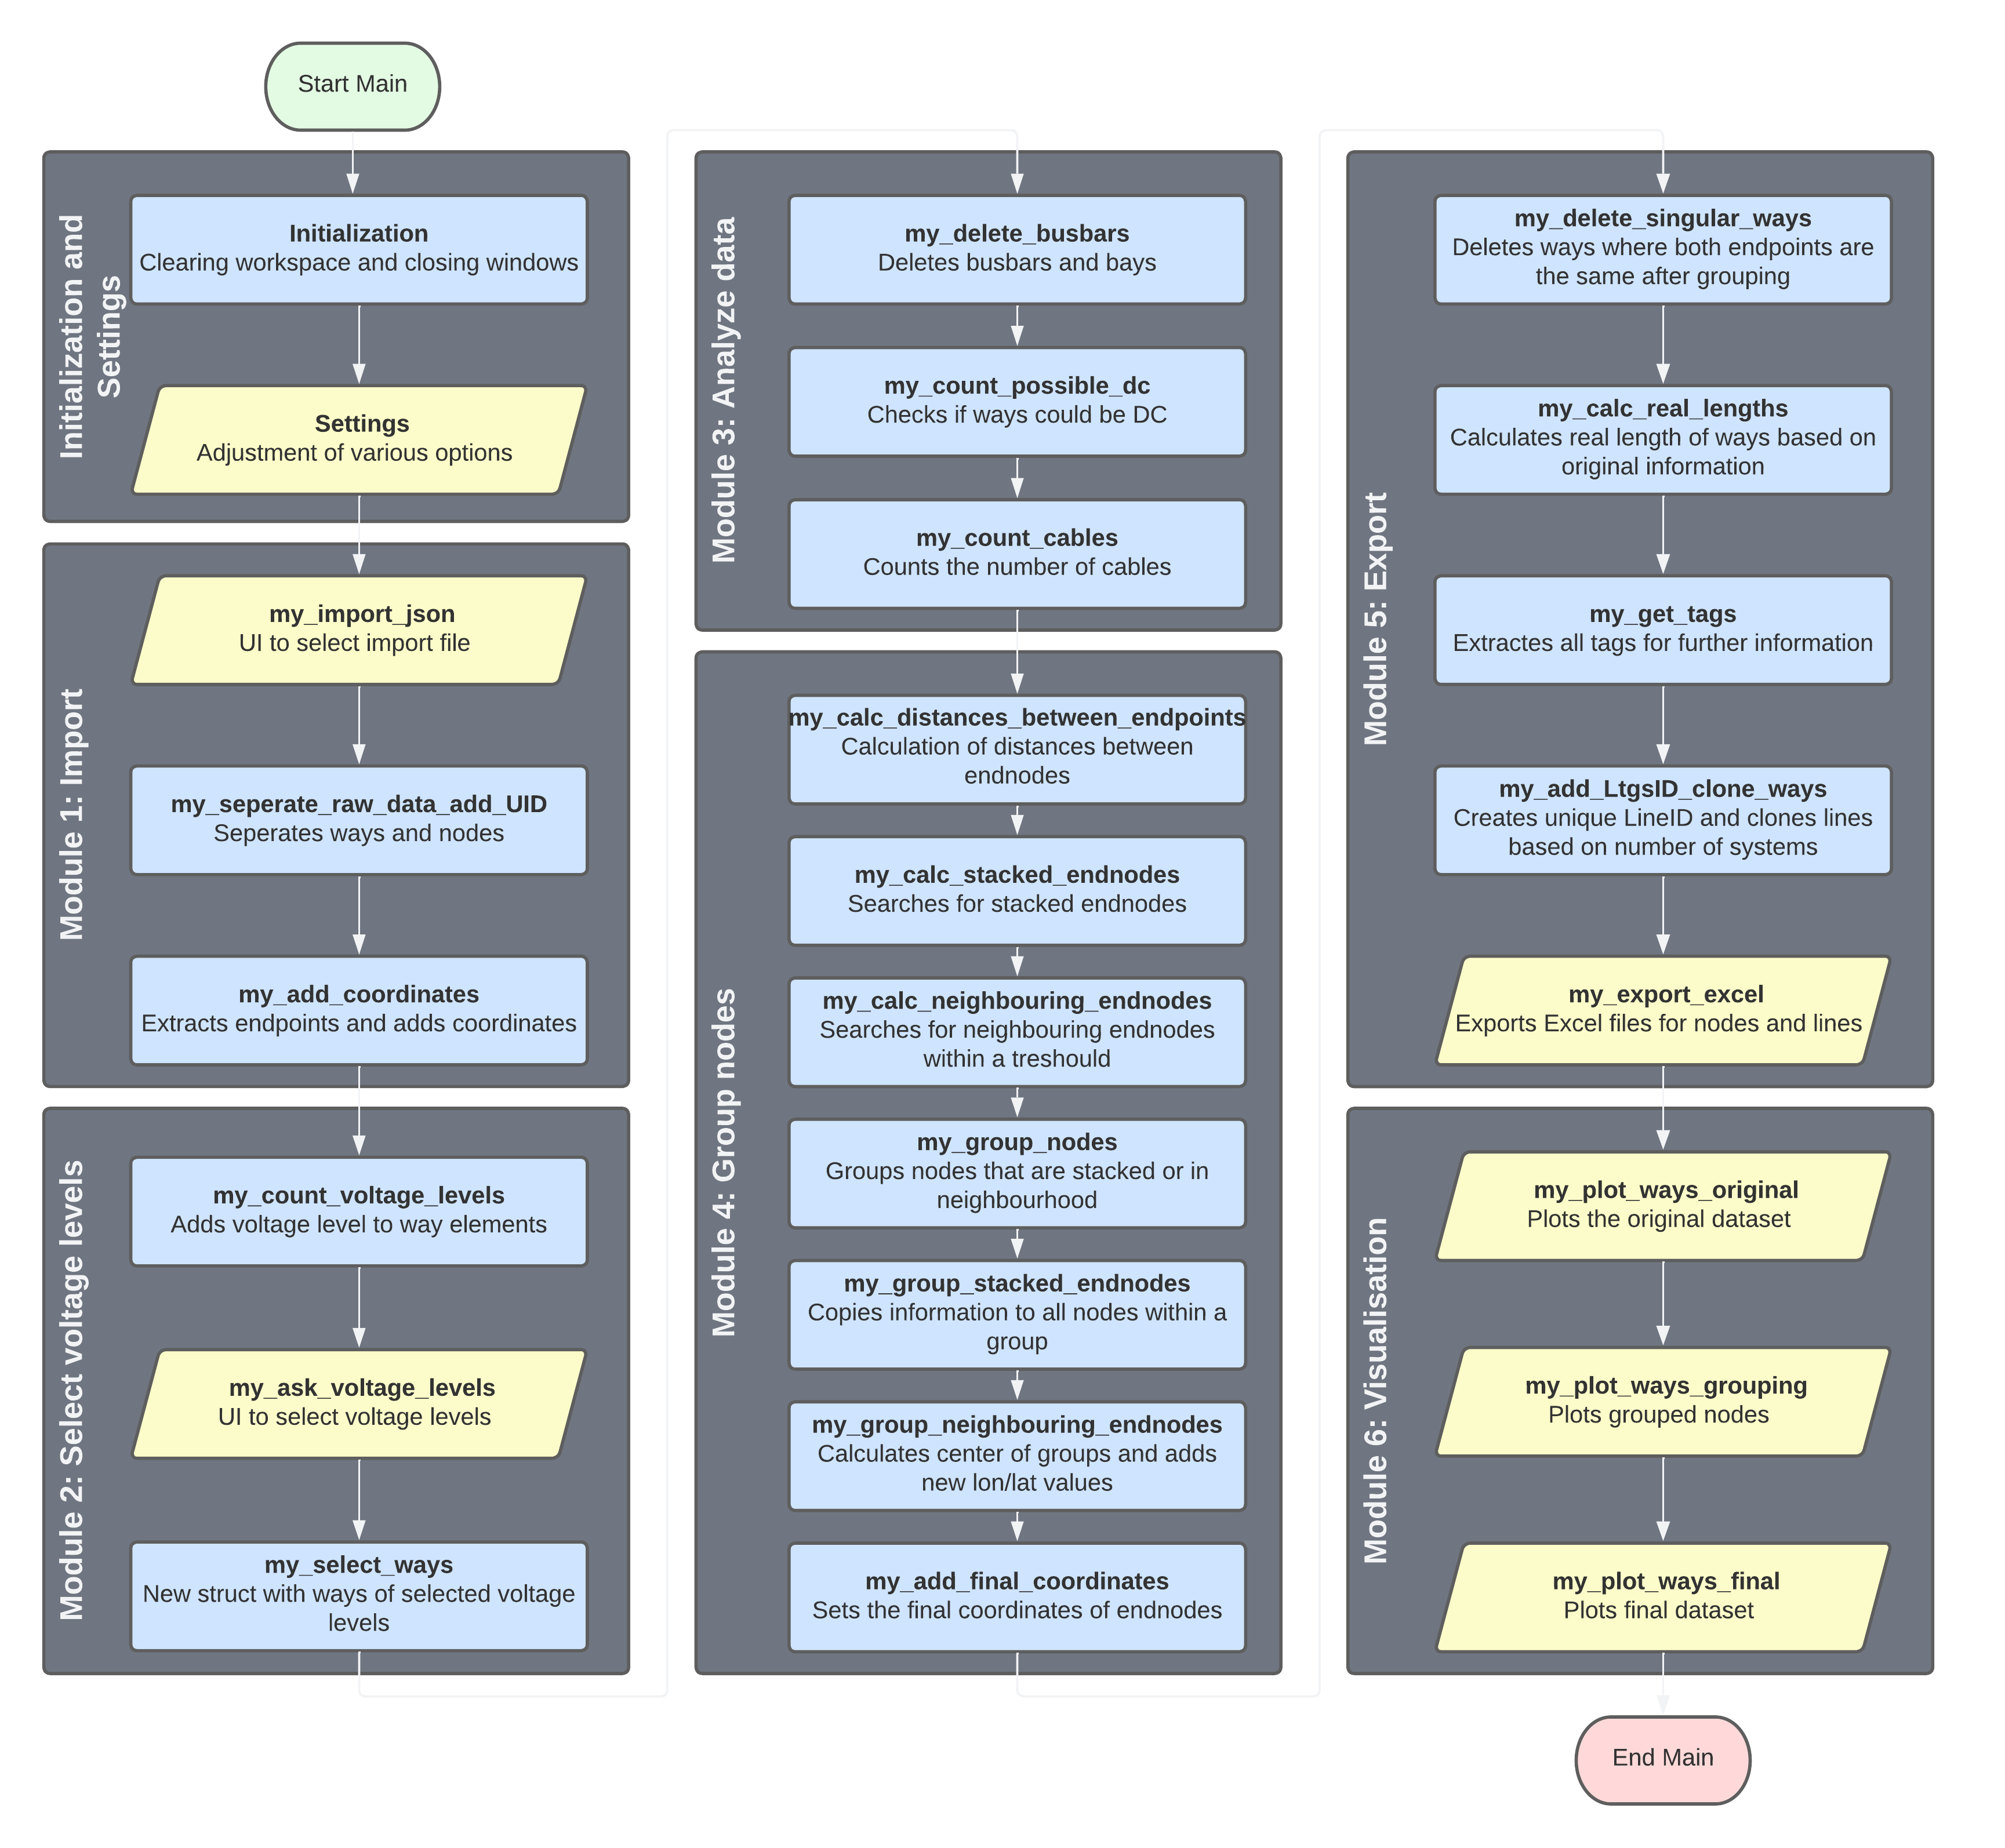 Start Main
Initialization and
Settings
Initialization
Clearing workspace and closing windows
Settings
Adjustment of various options
Module 1: Import
my_import_json
UI to select import file
my_seperate_raw_data_add_UID
Seperates ways and nodes
my_add_coordinates
Extracts endpoints and adds coordinates
Module 2: Select voltage levels
my_count_voltage_levels
Adds voltage level to way elements
my_ask_voltage_levels
UI to select voltage levels
my_select_ways
New struct with ways of selected voltage
levels
Module 3: Analyze data
my_delete_busbars
Deletes busbars and bays
my_count_possible_dc
Checks if ways could be DC
my_count_cables
Counts the number of cables
Module 4: Group nodes
my_calc_distances_between_endpoints
Calculation of distances between
endnodes
my_calc_stacked_endnodes
Searches for stacked endnodes
my_calc_neighbouring_endnodes
Searches for neighbouring endnodes
within a treshould
my_group_nodes
Groups nodes that are stacked or in
neighbourhood
my_group_stacked_endnodes
Copies information to all nodes within a
group
my_group_neighbouring_endnodes
Calculates center of groups and adds
new lon/lat values
my_add_final_coordinates
Sets the final coordinates of endnodes
Module 5: Export
my_delete_singular_ways
Deletes ways where both endpoints are
the same after grouping
my_calc_real_lengths
Calculates real length of ways based on
original information
my_get_tags
Extractes all tags for further information
my_add_LtgsID_clone_ways
Creates unique LineID and clones lines
based on number of systems
my_export_excel
Exports Excel files for nodes and lines
Module 6: Visualisation
my_plot_ways_original
Plots the original dataset
my_plot_ways_grouping
Plots grouped nodes
my_plot_ways_final
Plots final dataset
End Main